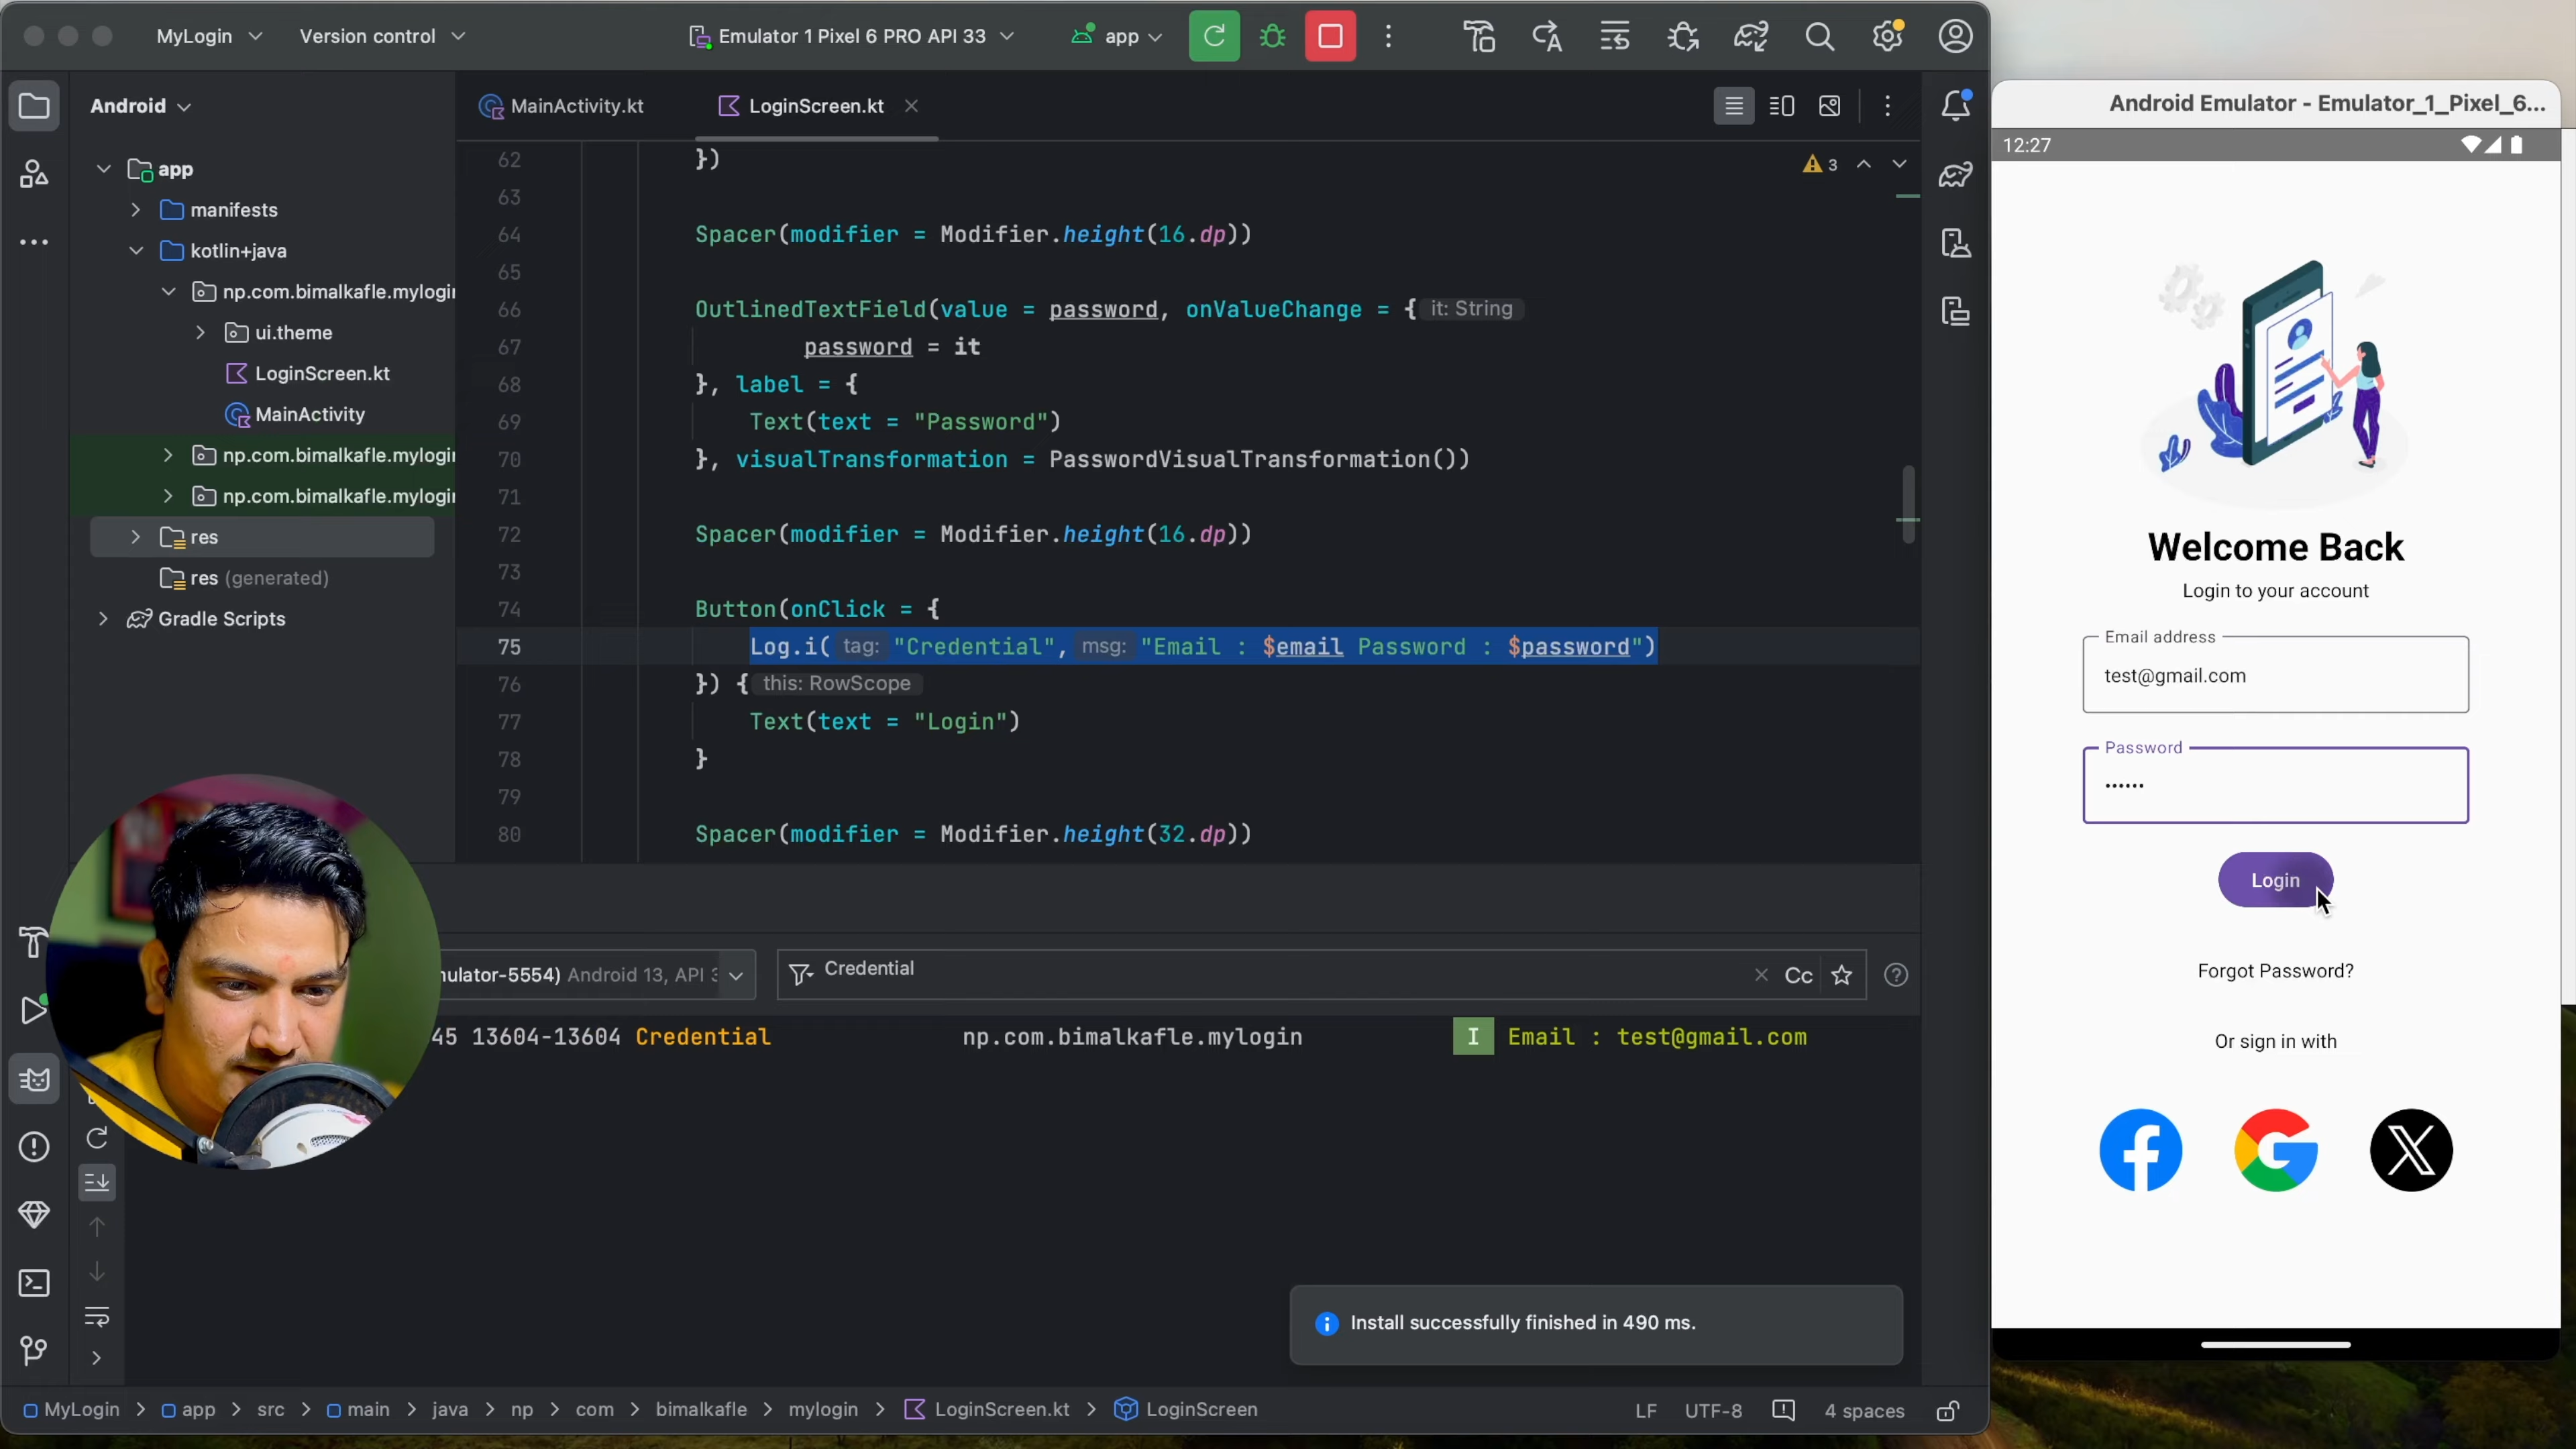 MyLogin
Version control
Emulator 1 Pixel 6 PRO API 33
app
Android
MainActivity.kt
LoginScreen.kt
app
manifests
kotlin+java
np.com.bimalkafle.mylogin
ui.theme
LoginScreen.kt
MainActivity
np.com.bimalkafle.mylogin
np.com.bimalkafle.mylogin
res
res (generated)
Gradle Scripts
3
62 })
63
64 Spacer(modifier = Modifier.height(16.dp))
65
66 OutlinedTextField(value = password, onValueChange = { it: String
67 password = it
68 }, label = {
69 Text(text = "Password")
70 }, visualTransformation = PasswordVisualTransformation())
71
72 Spacer(modifier = Modifier.height(16.dp))
73
74 Button(onClick = {
75 Log.i( tag: "Credential", msg: "Email : $email Password : $password")
76 }) { this: RowScope
77 Text(text = "Login")
78 }
79
80 Spacer(modifier = Modifier.height(32.dp))
nulator-5554) Android 13, API 3
Credential
Cc
45 13604-13604 Credential np.com.bimalkafle.mylogin I Email : test@gmail.com
Install successfully finished in 490 ms.
MyLogin > app > src > main > java > np > com > bimalkafle > mylogin > LoginScreen.kt > LoginScreen
LF UTF-8 4 spaces
Android Emulator - Emulator_1_Pixel_6...
12:27
Welcome Back
Login to your account
Email address
test@gmail.com
Password
••••••
Login
Forgot Password?
Or sign in with